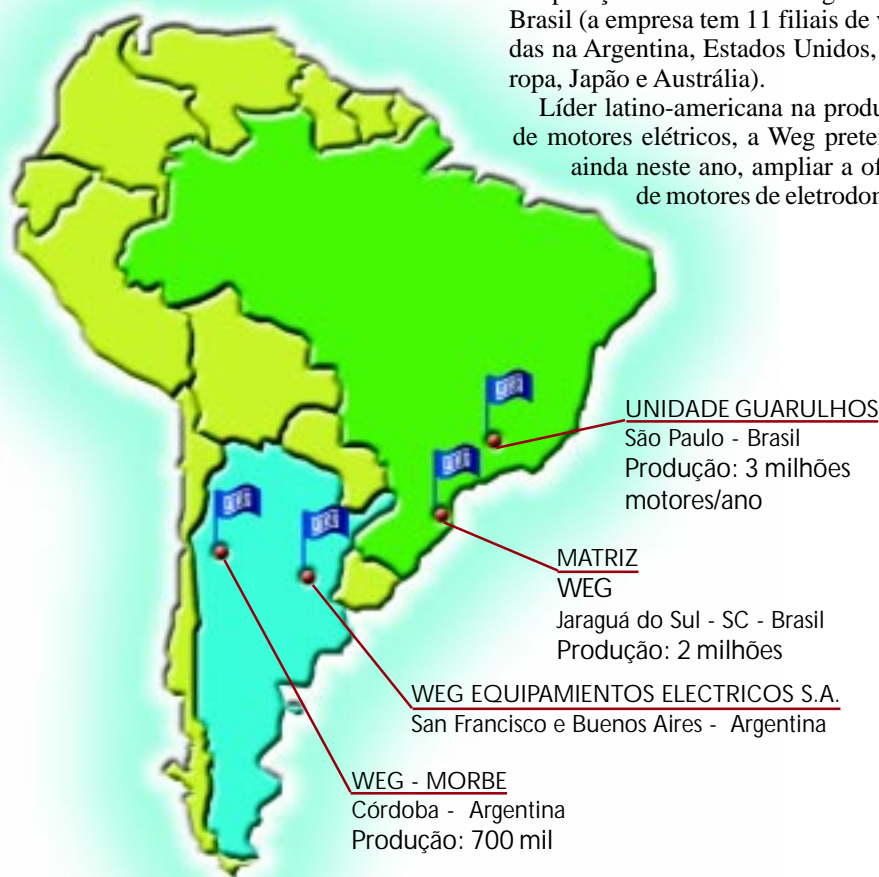 Brasil (a empresa tem 11 filiais de
das na Argentina, Estados Unidos,
ropa, Japão e Austrália).
Líder latino-americana na produ
de motores elétricos, a Weg prete
ainda neste ano, ampliar a of
de motores de eletrodo
UNIDADE GUARULHOS
São Paulo - Brasil
Produção: 3 milhões
motores/ano
MATRIZ
WEG
Jaraguá do Sul - SC - Brasil
Produção: 2 milhões
WEG EQUIPAMIENTOS ELECTRICOS S.A.
San Francisco e Buenos Aires - Argentina
WEG - MORBE
Córdoba - Argentina
Produção: 700 mil